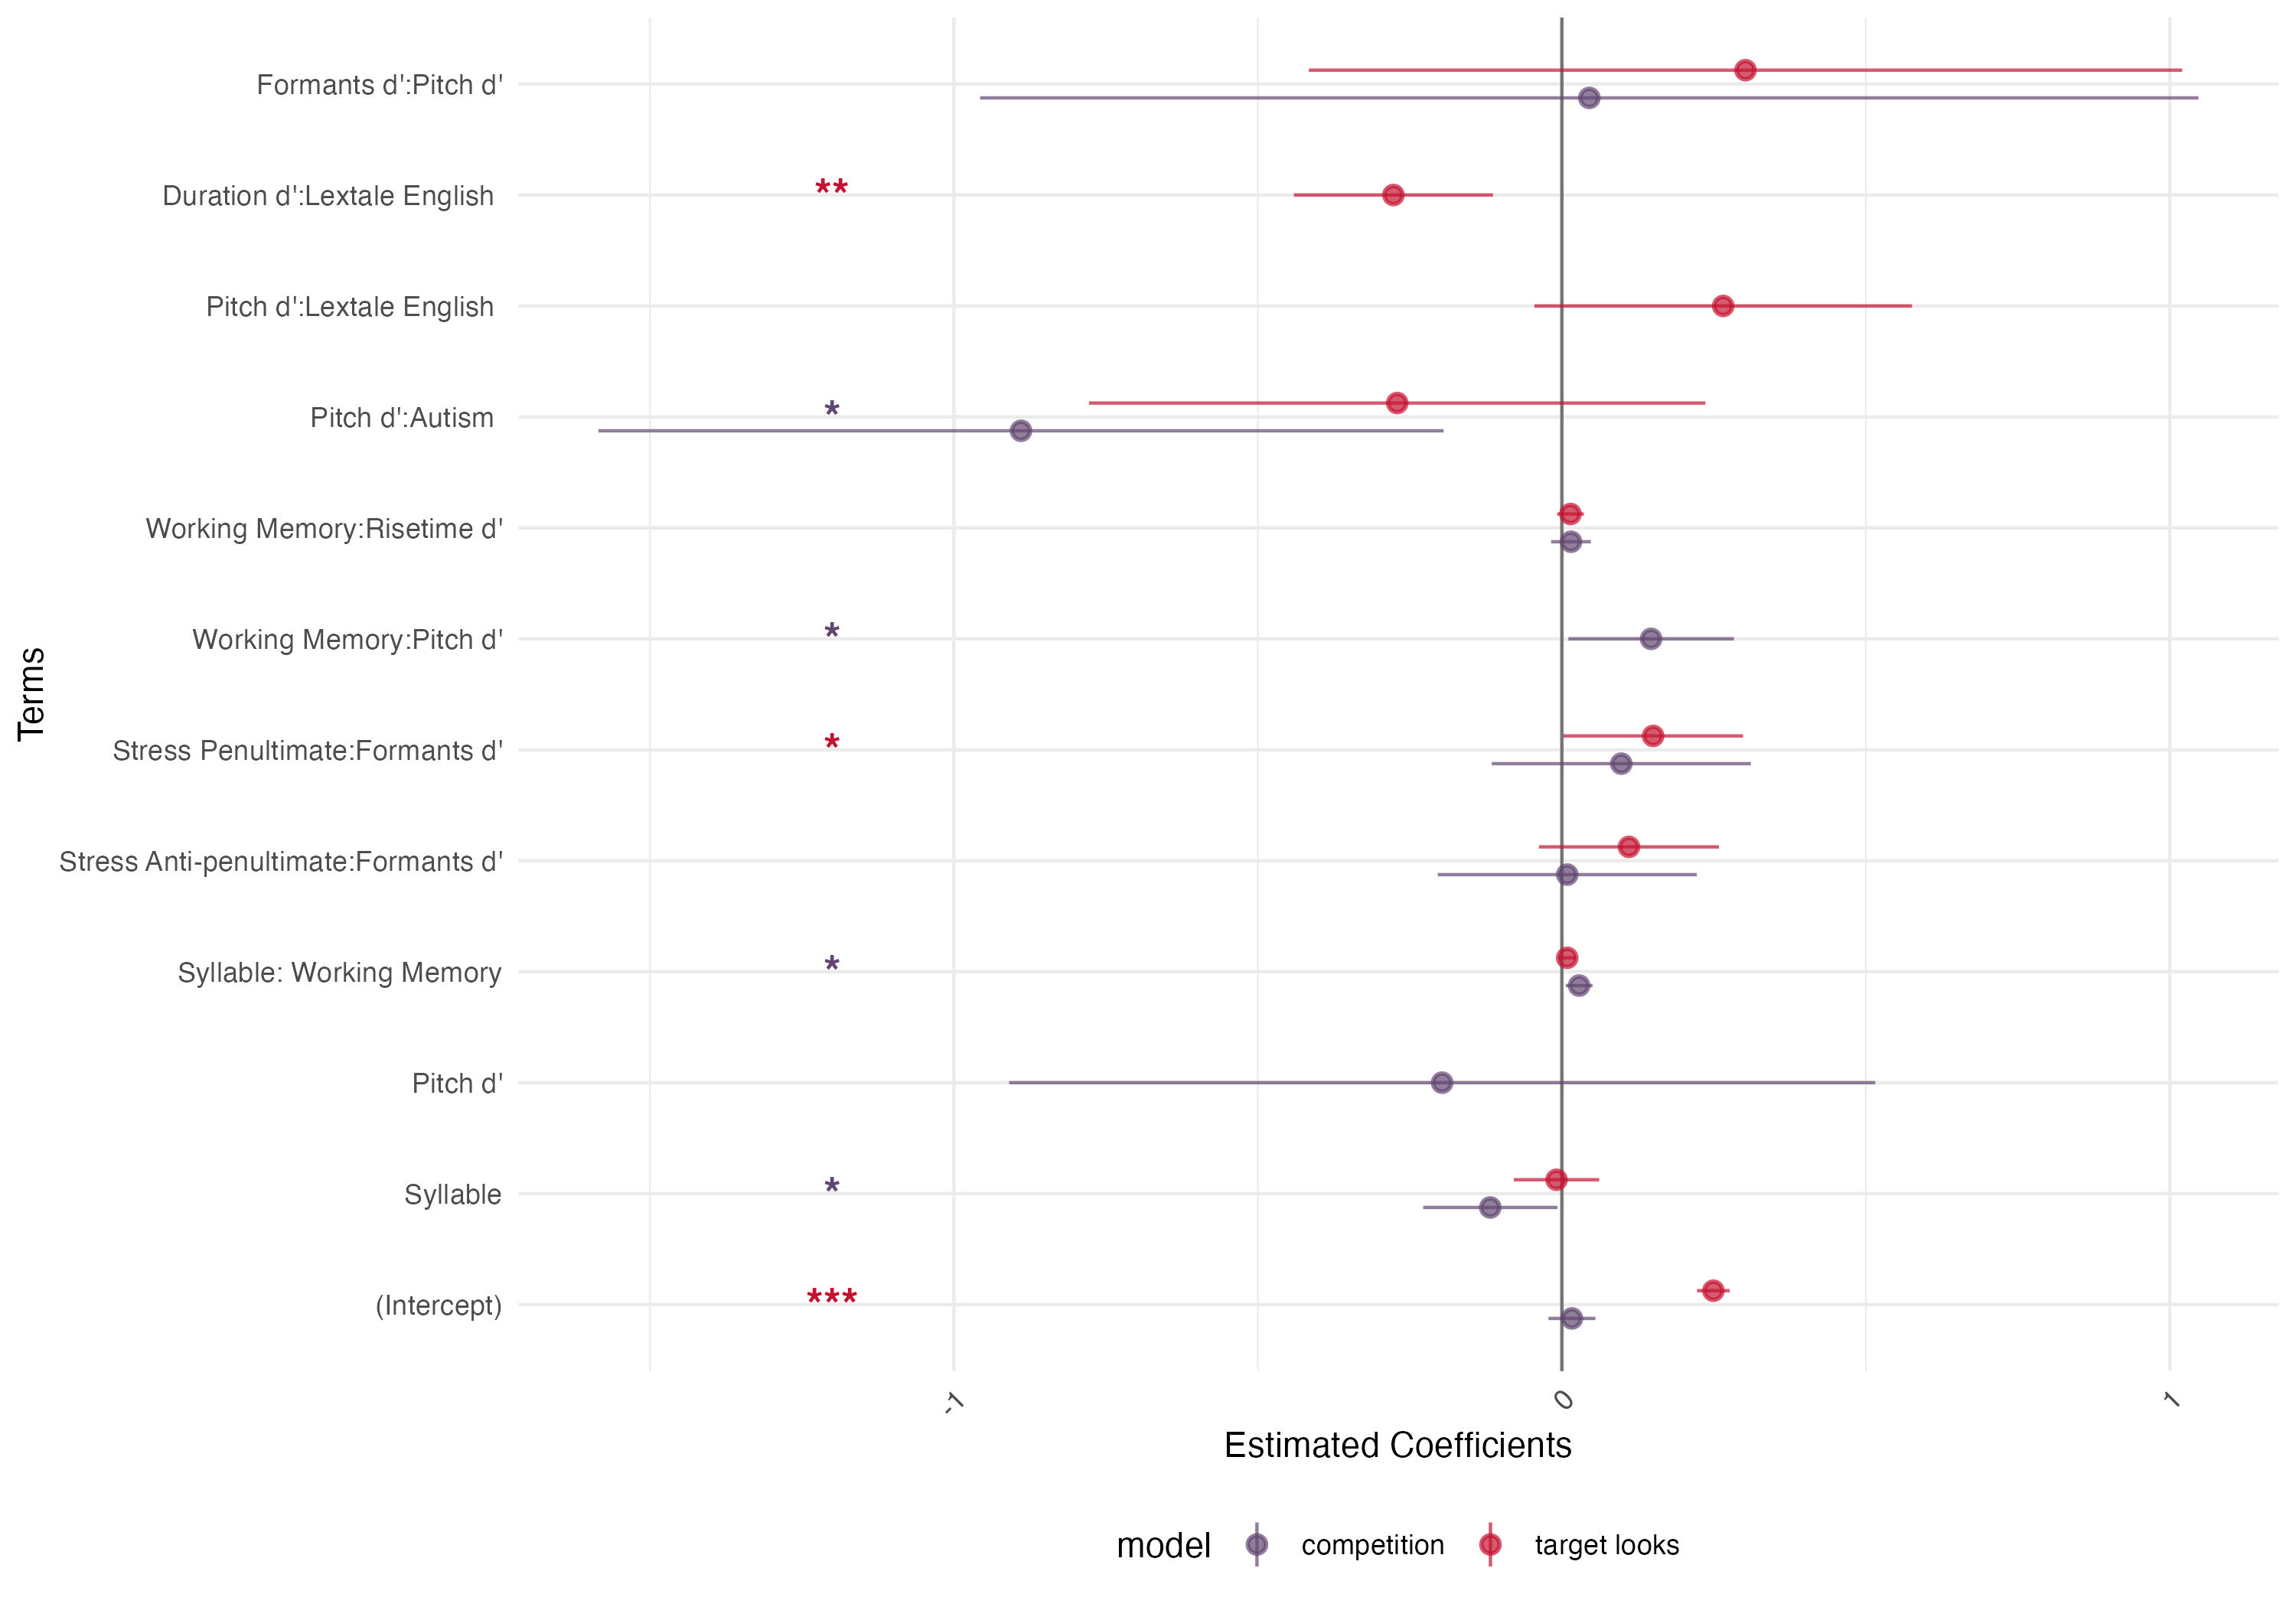 Formants d':Pitch d'
Duration d':Lextale English
**
Pitch d':Lextale English
Pitch d':Autism
*
Working Memory:Risetime d'
Working Memory:Pitch d'
*
Stress Penultimate:Formants d'
*
Stress Anti-penultimate:Formants d'
Syllable: Working Memory
*
Pitch d'
Syllable
*
(Intercept)
***
Terms
-1 0 1
Estimated Coefficients
model competition target looks